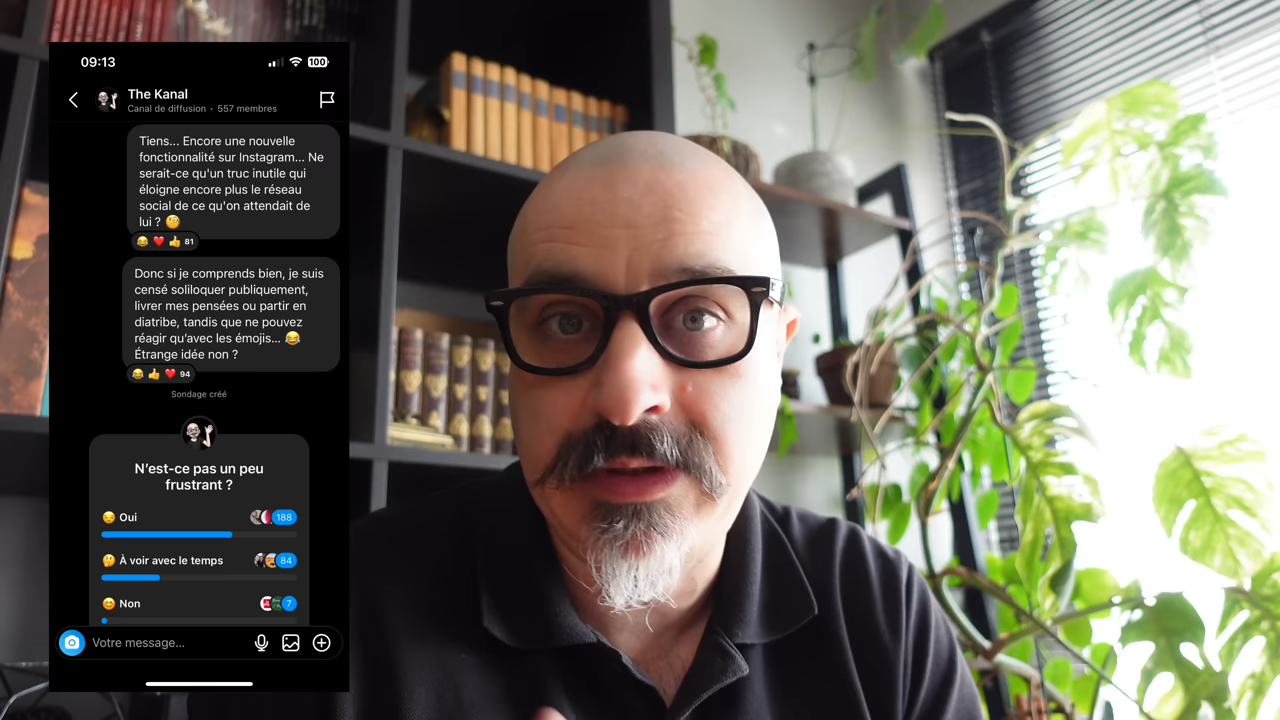 09:13
100
The Kanal
Canal de diffusion · 557 membres
Tiens... Encore une nouvelle
fonctionnalité sur Instagram... Ne
serait-ce qu'un truc inutile qui
éloigne encore plus le réseau
social de ce qu'on attendait de
lui ? 🧐
😂 ❤️ 👍 81
Donc si je comprends bien, je suis
censé soliloquer publiquement,
livrer mes pensées ou partir en
diatribe, tandis que ne pouvez
réagir qu'avec les émojis... 😂
Étrange idée non ?
😂 👍 ❤️ 94
Sondage créé
N'est-ce pas un peu
frustrant ?
😒 Oui 188
🤔 À voir avec le temps 84
😊 Non 7
Votre message...